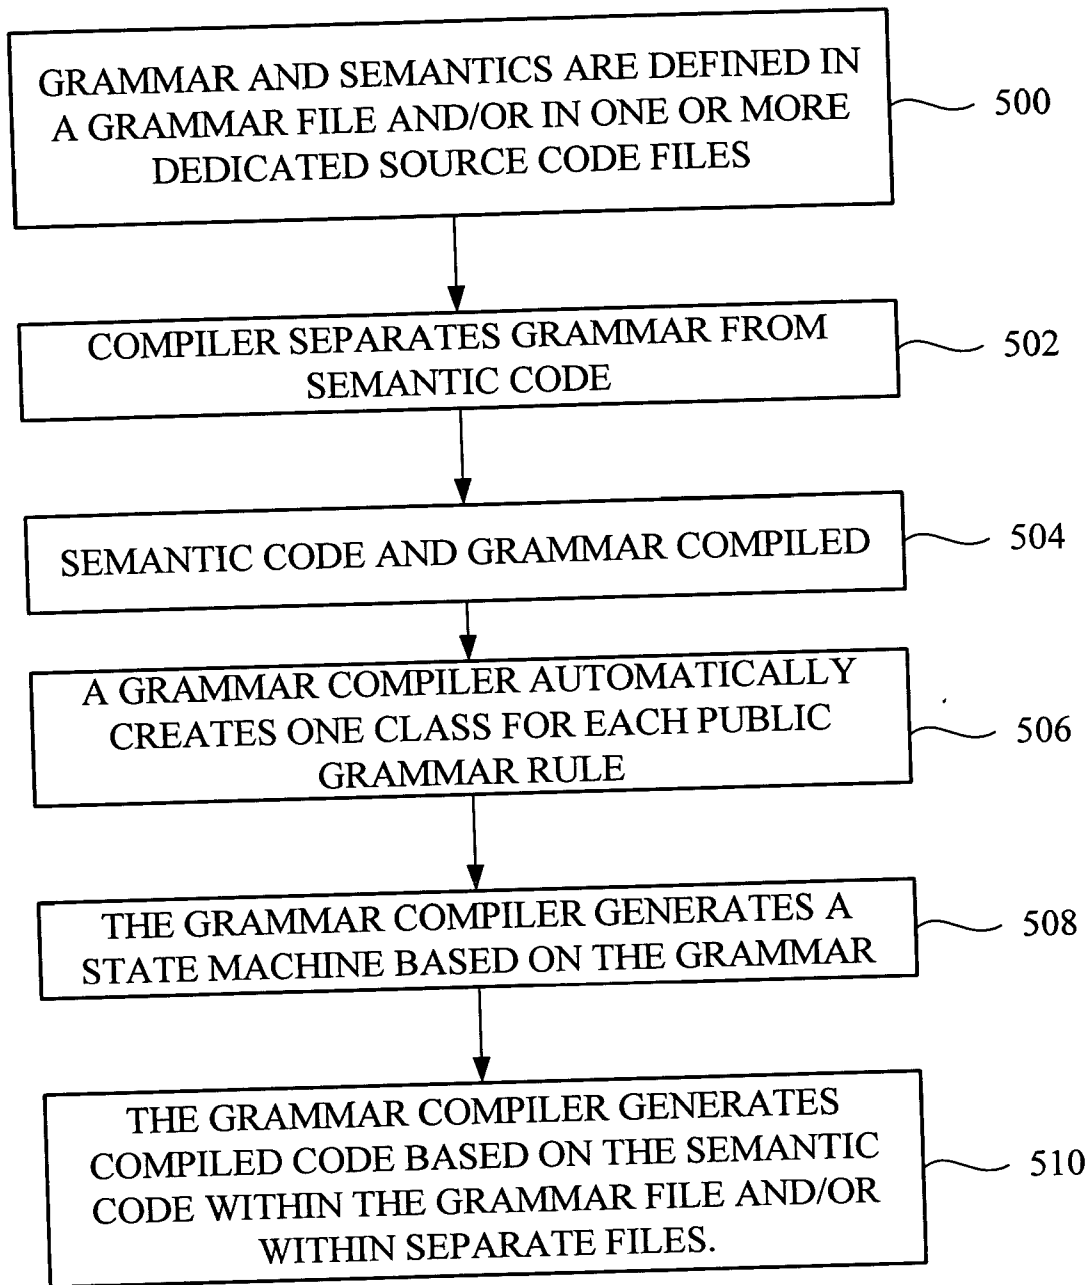 GRAMMAR AND SEMANTICS ARE DEFINED IN
A GRAMMAR FILE AND/OR IN ONE OR MORE
DEDICATED SOURCE CODE FILES
500
COMPILER SEPARATES GRAMMAR FROM
SEMANTIC CODE
502
SEMANTIC CODE AND GRAMMAR COMPILED
504
A GRAMMAR COMPILER AUTOMATICALLY
CREATES ONE CLASS FOR EACH PUBLIC
GRAMMAR RULE
506
THE GRAMMAR COMPILER GENERATES A
STATE MACHINE BASED ON THE GRAMMAR
508
THE GRAMMAR COMPILER GENERATES
COMPILED CODE BASED ON THE SEMANTIC
CODE WITHIN THE GRAMMAR FILE AND/OR
WITHIN SEPARATE FILES.
510